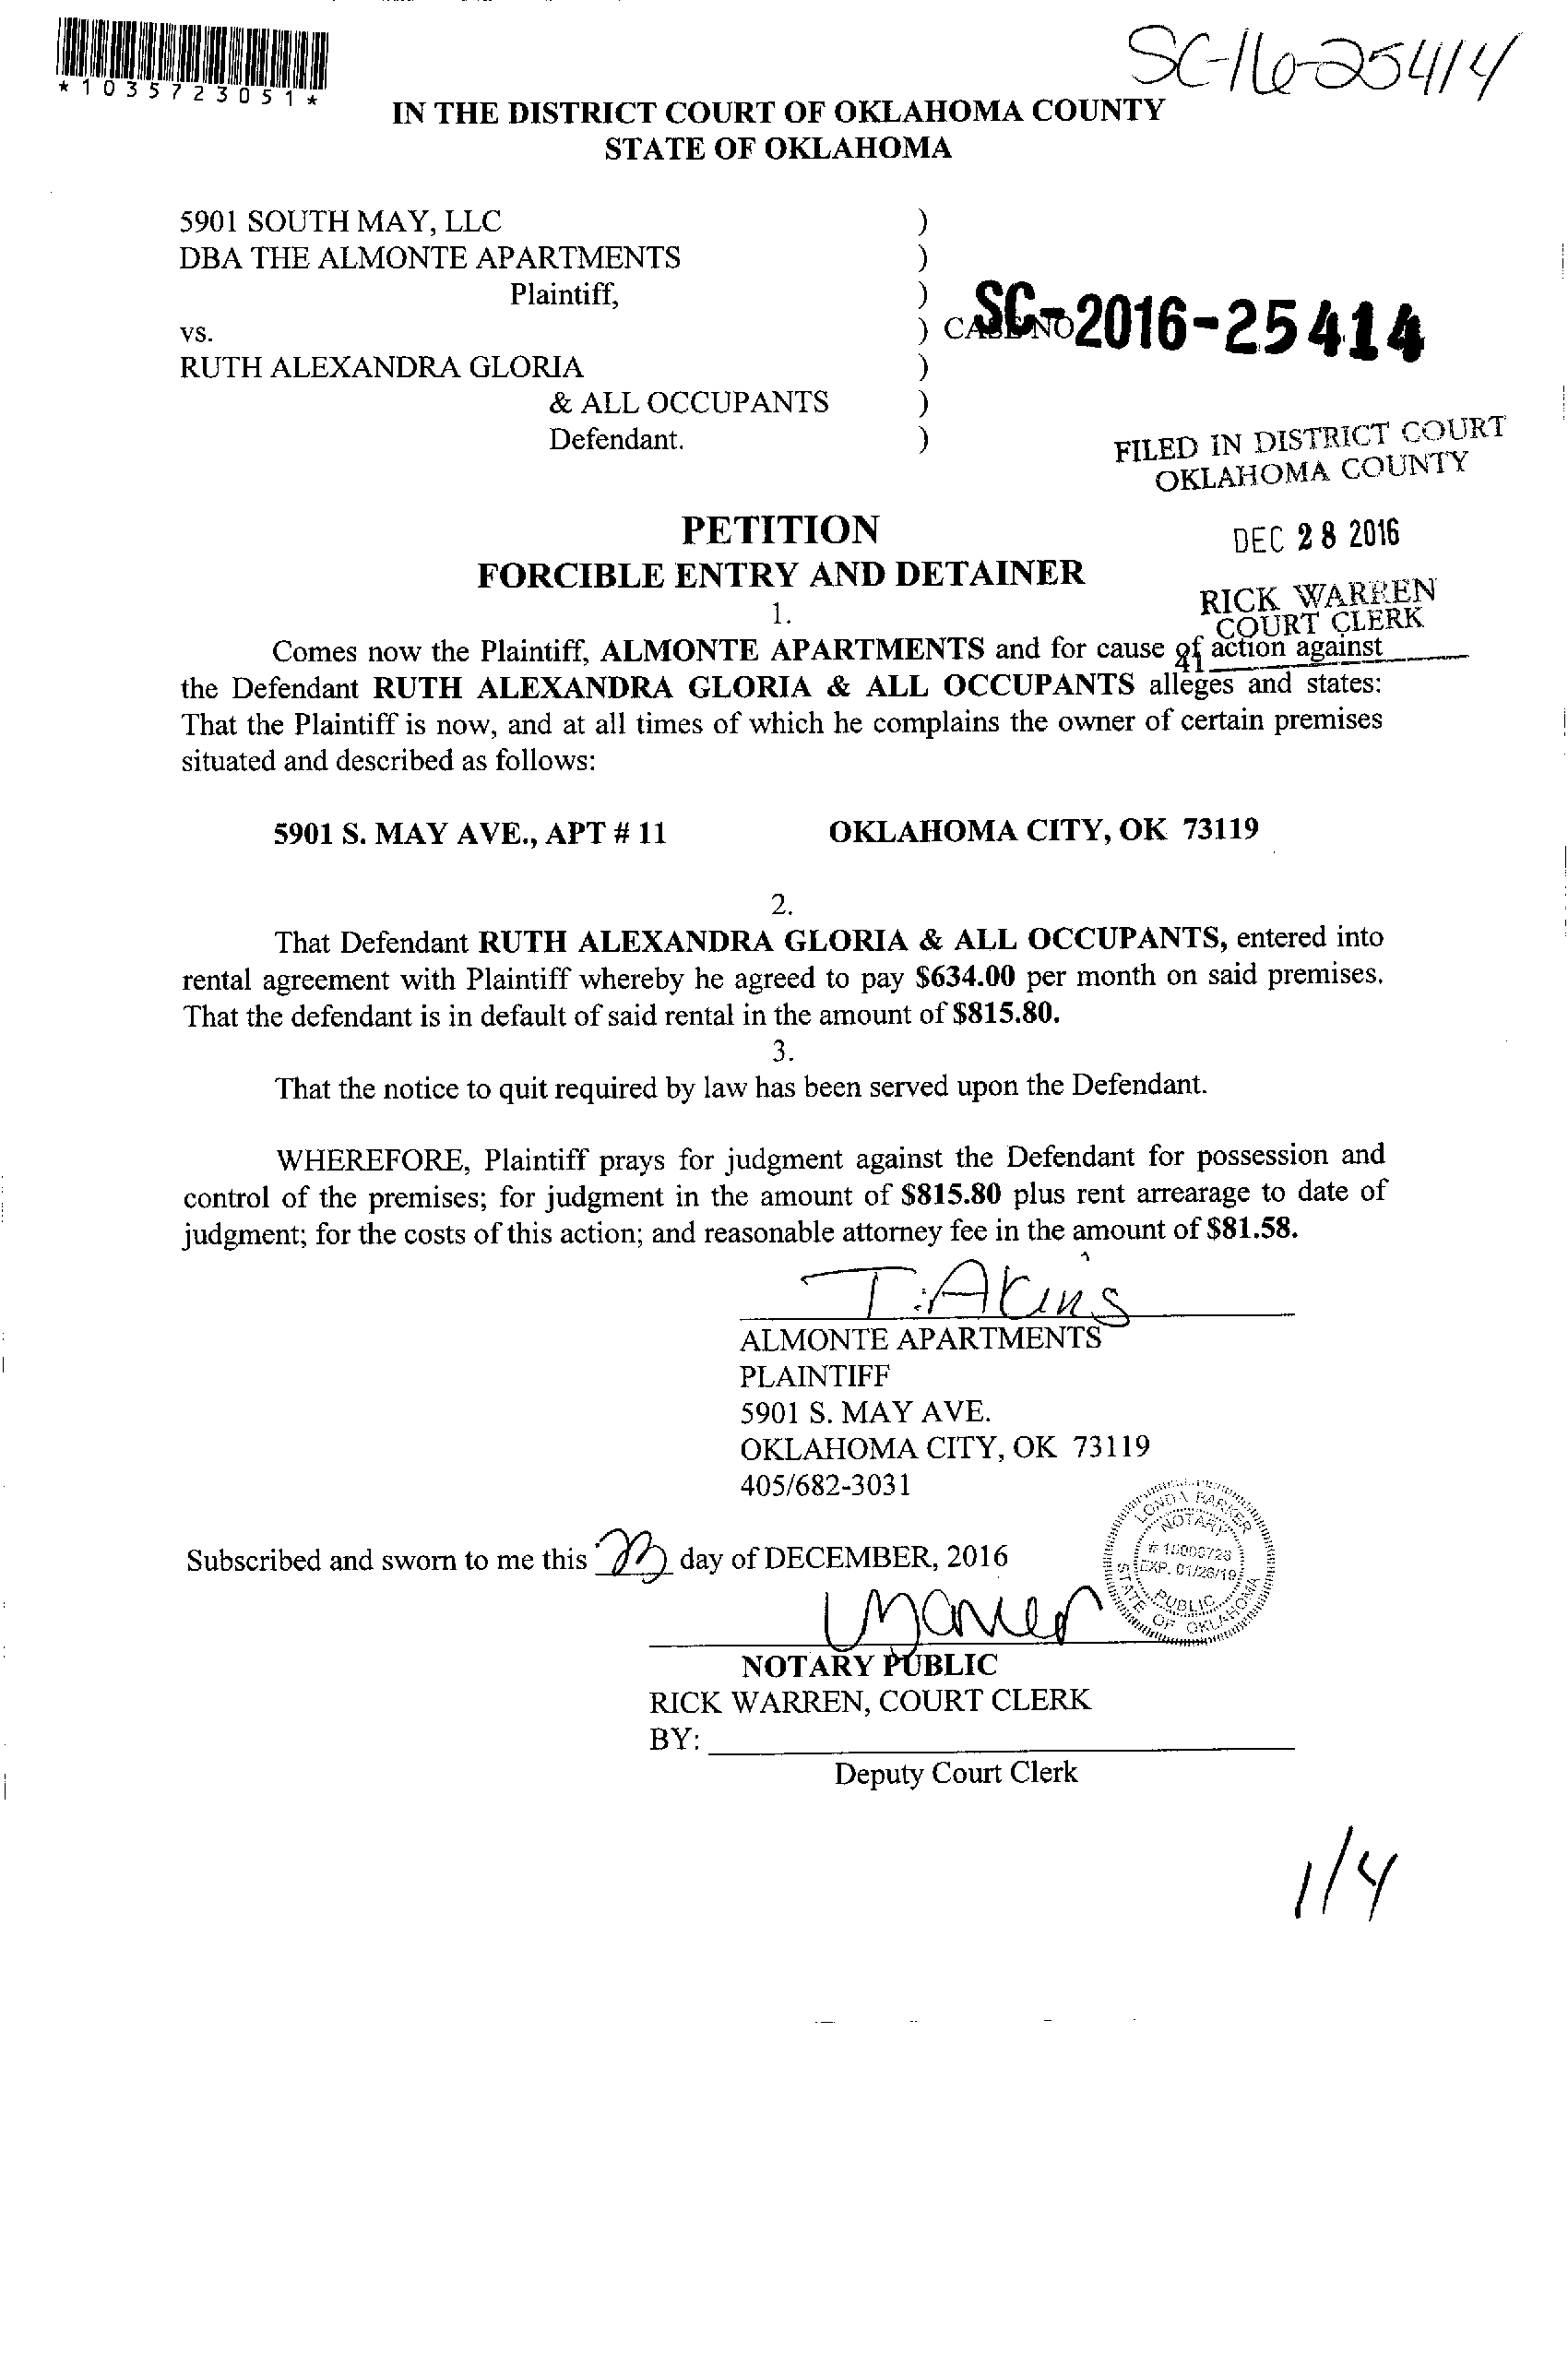 SC-16-25414
*1035723051*
IN THE DISTRICT COURT OF OKLAHOMA COUNTY
STATE OF OKLAHOMA
5901 SOUTH MAY, LLC )
DBA THE ALMONTE APARTMENTS )
Plaintiff, )
vs. ) CASE NO SC-2016-25414
RUTH ALEXANDRA GLORIA )
& ALL OCCUPANTS )
Defendant. )
FILED IN DISTRICT COURT
OKLAHOMA COUNTY
DEC 28 2016
RICK WARREN
COURT CLERK
PETITION
FORCIBLE ENTRY AND DETAINER
1.
Comes now the Plaintiff, ALMONTE APARTMENTS and for cause of action against
the Defendant RUTH ALEXANDRA GLORIA & ALL OCCUPANTS alleges and states:
That the Plaintiff is now, and at all times of which he complains the owner of certain premises
situated and described as follows:
5901 S. MAY AVE., APT # 11 OKLAHOMA CITY, OK 73119
2.
That Defendant RUTH ALEXANDRA GLORIA & ALL OCCUPANTS, entered into
rental agreement with Plaintiff whereby he agreed to pay $634.00 per month on said premises.
That the defendant is in default of said rental in the amount of $815.80.
3.
That the notice to quit required by law has been served upon the Defendant.
WHEREFORE, Plaintiff prays for judgment against the Defendant for possession and
control of the premises; for judgment in the amount of $815.80 plus rent arrearage to date of
judgment; for the costs of this action; and reasonable attorney fee in the amount of $81.58.
T. Akins
ALMONTE APARTMENTS
PLAINTIFF
5901 S. MAY AVE.
OKLAHOMA CITY, OK 73119
405/682-3031
Subscribed and sworn to me this day of DECEMBER, 2016
BARKER
NOTARY
EXP. 01/26/19
PUBLIC
STATE OF OKLAHOMA
NOTARY PUBLIC
RICK WARREN, COURT CLERK
BY:
Deputy Court Clerk
1/4